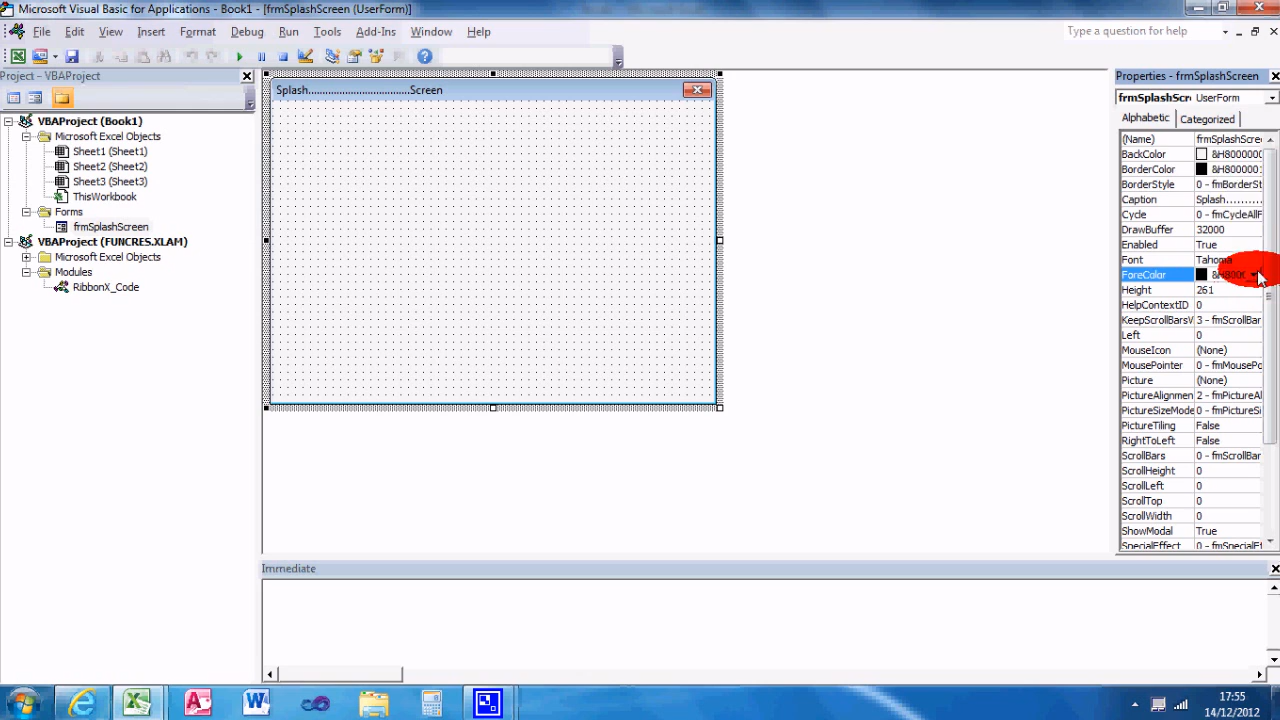 Microsoft Visual Basic for Applications - Book1 - [frmSplashScreen (UserForm)]
File Edit View Insert Format Debug Run Tools Add-Ins Window Help
Type a question for help
Project - VBAProject
VBAProject (Book1)
Microsoft Excel Objects
Sheet1 (Sheet1)
Sheet2 (Sheet2)
Sheet3 (Sheet3)
ThisWorkbook
Forms
frmSplashScreen
VBAProject (FUNCRES.XLAM)
Microsoft Excel Objects
Modules
RibbonX_Code
Splash..................................Screen
Properties - frmSplashScreen
frmSplashScr UserForm
Alphabetic Categorized
(Name) frmSplashScre
BackColor &H8000000
BorderColor &H8000001
BorderStyle 0 - fmBorderSt
Caption Splash..........
Cycle 0 - fmCycleAllF
DrawBuffer 32000
Enabled True
Font Tahoma
ForeColor
Height 261
HelpContextID 0
KeepScrollBarsV 3 - fmScrollBar
Left 0
MouseIcon (None)
MousePointer 0 - fmMousePo
Picture (None)
PictureAlignmen 2 - fmPictureAl
PictureSizeMode 0 - fmPictureSi
PictureTiling False
RightToLeft False
ScrollBars 0 - fmScrollBar
ScrollHeight 0
ScrollLeft 0
ScrollTop 0
ScrollWidth 0
ShowModal True
SpecialEffect 0 - fmSpecialEf
Immediate
17:55
14/12/2012